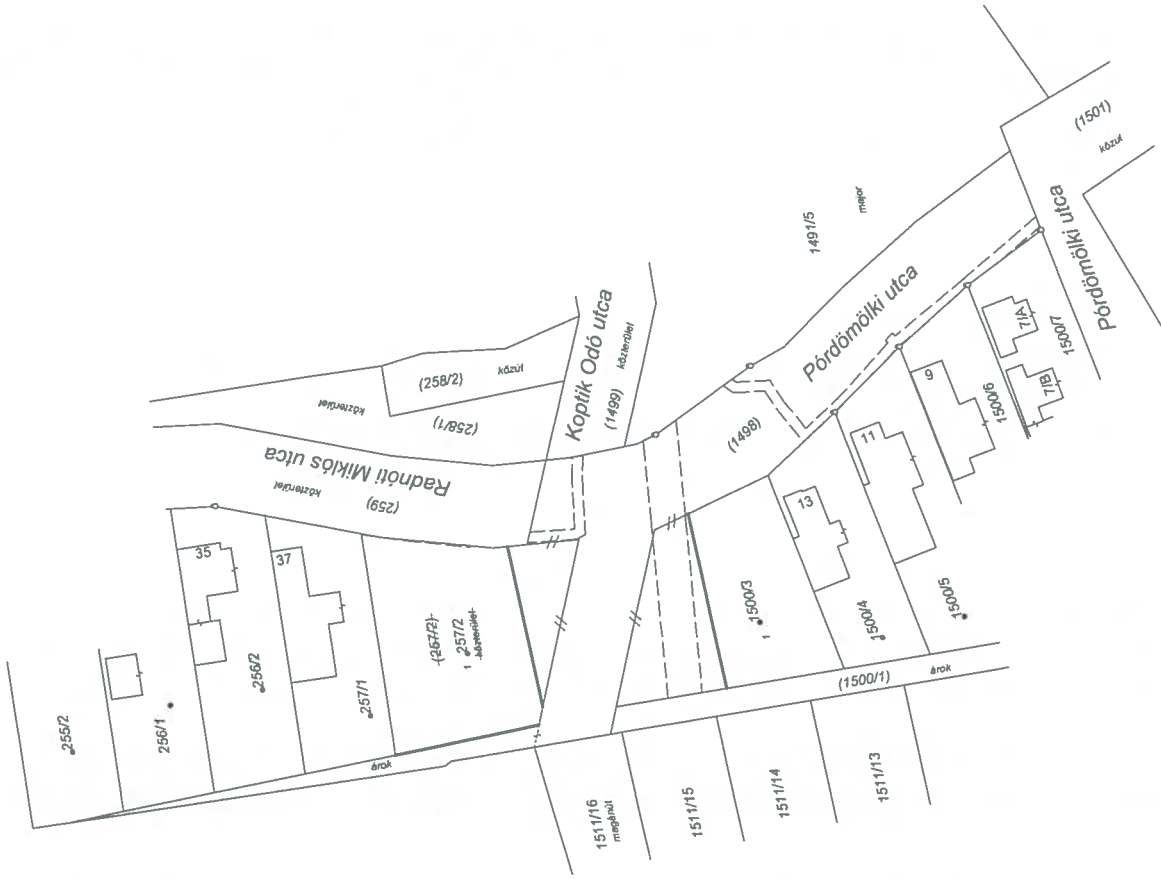 (1501)
közút
Pórdömölki utca
major
1491/5
Pórdömölki utca
7/A
1500/7
7/B
1500/6
9
11
13
(1498)
Koptik Odó utca
(1499)
közterület
(258/2)
közút
(258/1)
közterület
Radnóti Miklós utca
(259)
közterület
35
37
255/2
256/1
256/2
257/1
(257/2)
1
257/2
közterület
1500/3
1
1500/4
1500/5
(1500/1)
árok
árok
1511/16
magánút
1511/15
1511/14
1511/13